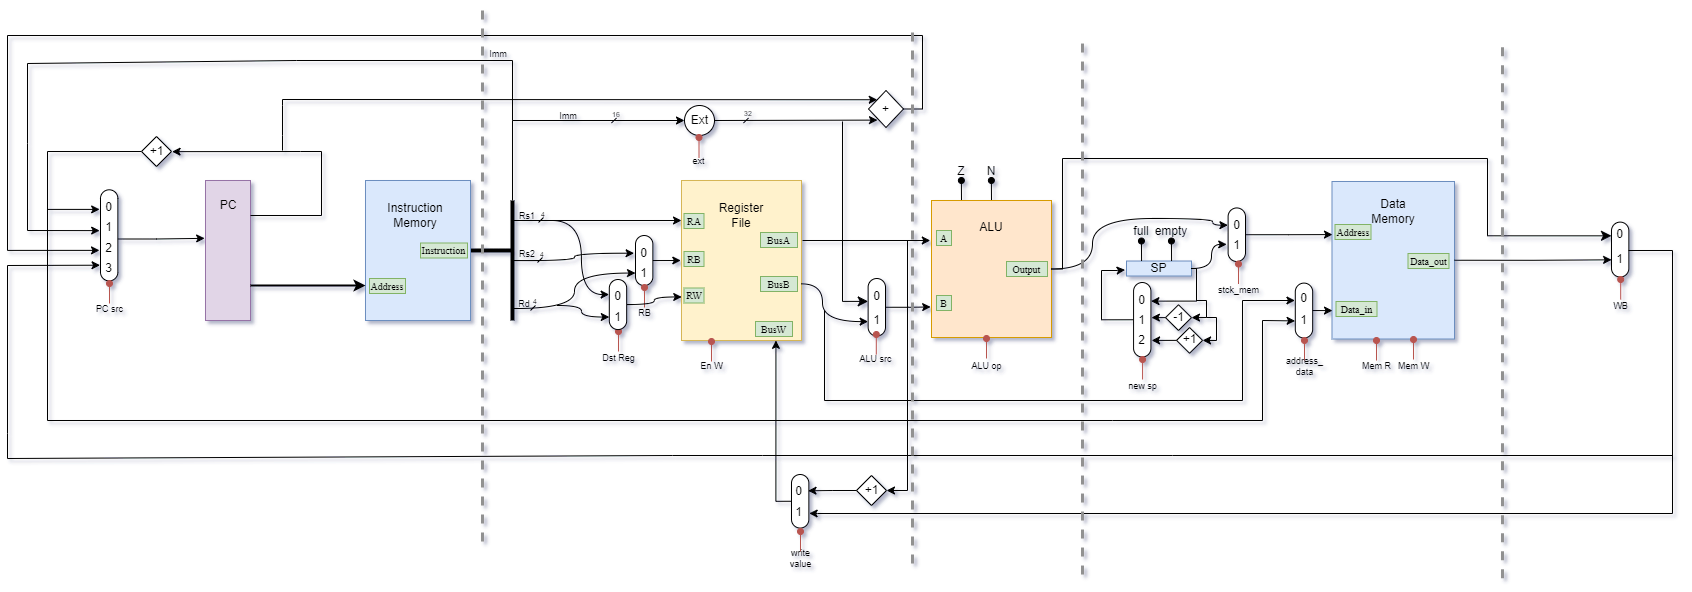 Imm
Imm
16
Ext
32
+
ext
+1
0
1
2
3
PC src
PC
Instruction
Memory
Instruction
Address
Rs1
4
Rs2
4
Rd
4
0
1
RB
0
1
Dst Reg
Register
File
RA
RB
RW
BusA
BusB
BusW
En W
0
1
ALU src
Z
N
ALU
A
B
Output
ALU op
full
empty
SP
0
1
2
-1
+1
new sp
0
1
stck_mem
0
1
address_
data
Data
Memory
Address
Data_out
Data_in
Mem R
Mem W
0
1
WB
0
1
+1
write
value